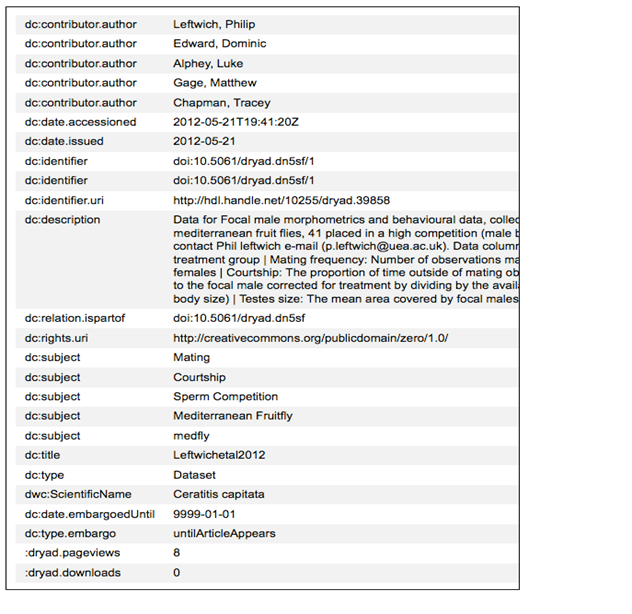 dc:contributor.author Leftwich, Philip
dc:contributor.author Edward, Dominic
dc:contributor.author Alphey, Luke
dc:contributor.author Gage, Matthew
dc:contributor.author Chapman, Tracey
dc:date.accessioned 2012-05-21T19:41:20Z
dc:date.issued 2012-05-21
dc:identifier doi:10.5061/dryad.dn5sf/1
dc:identifier doi:10.5061/dryad.dn5sf/1
dc:identifier.uri http://hdl.handle.net/10255/dryad.39858
dc:description Data for Focal male morphometrics and behavioural data, collec
mediterranean fruit flies, 41 placed in a high competition (male b
contact Phil leftwich e-mail (p.leftwich@uea.ac.uk). Data column
treatment group | Mating frequency: Number of observations ma
females | Courtship: The proportion of time outside of mating ob
to the focal male corrected for treatment by dividing by the availa
body size) | Testes size: The mean area covered by focal males
dc:relation.ispartof doi:10.5061/dryad.dn5sf
dc:rights.uri http://creativecommons.org/publicdomain/zero/1.0/
dc:subject Mating
dc:subject Courtship
dc:subject Sperm Competition
dc:subject Mediterranean Fruitfly
dc:subject medfly
dc:title Leftwichetal2012
dc:type Dataset
dwc:ScientificName Ceratitis capitata
dc:date.embargoedUntil 9999-01-01
dc:type.embargo untilArticleAppears
:dryad.pageviews 8
:dryad.downloads 0